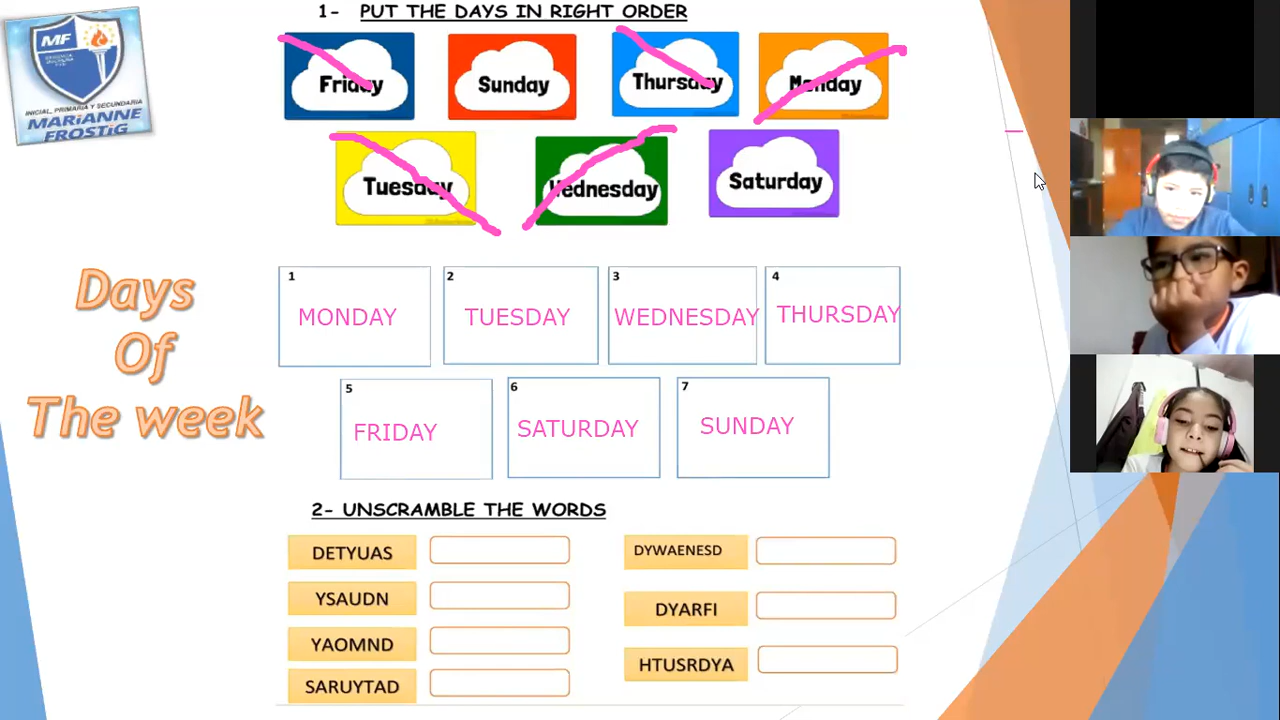 1- PUT THE DAYS IN RIGHT ORDER
MF
INICIAL, PRIMARIA Y SECUNDARIA
MARIANNE
FROSTIG
Friday
Sunday
Thursday
Monday
Tuesday
Wednesday
Saturday
Days
Of
The week
1
MONDAY
2
TUESDAY
3
WEDNESDAY
4
THURSDAY
5
FRIDAY
6
SATURDAY
7
SUNDAY
2- UNSCRAMBLE THE WORDS
DETYUAS
YSAUDN
YAOMND
SARUYTAD
DYWAENESD
DYARFI
HTUSRDYA